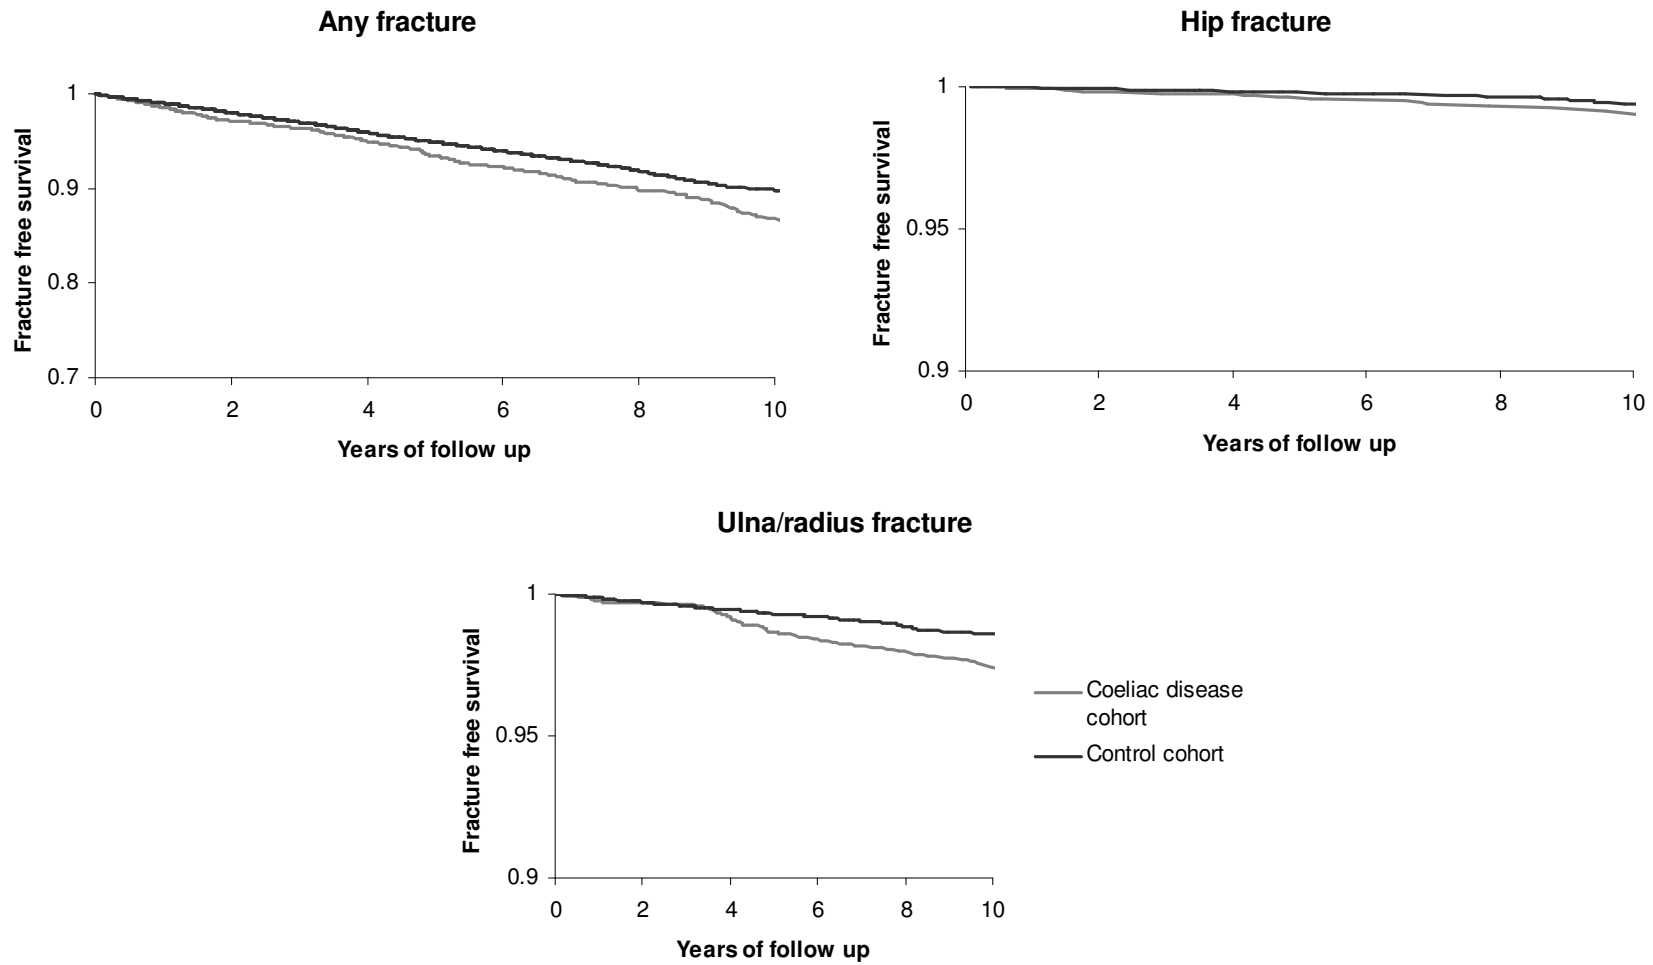 Any fracture
Fracture free survival
1
0.9
0.8
0.7
0 2 4 6 8 10
Years of follow up
Hip fracture
Fracture free survival
1
0.95
0.9
0 2 4 6 8 10
Years of follow up
Ulna/radius fracture
Fracture free survival
1
0.95
0.9
0 2 4 6 8 10
Years of follow up
Coeliac disease
cohort
Control cohort